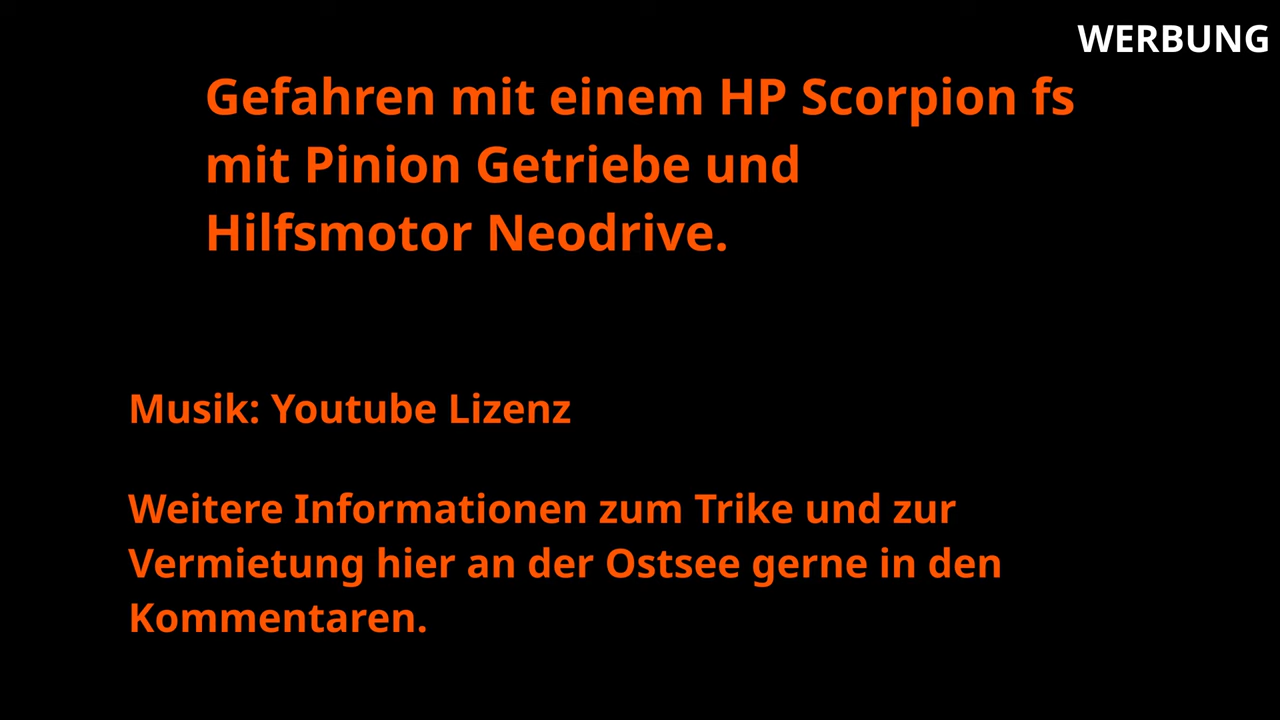 WERBUNG
Gefahren mit einem HP Scorpion fs
mit Pinion Getriebe und
Hilfsmotor Neodrive.
Musik: Youtube Lizenz
Weitere Informationen zum Trike und zur
Vermietung hier an der Ostsee gerne in den
Kommentaren.